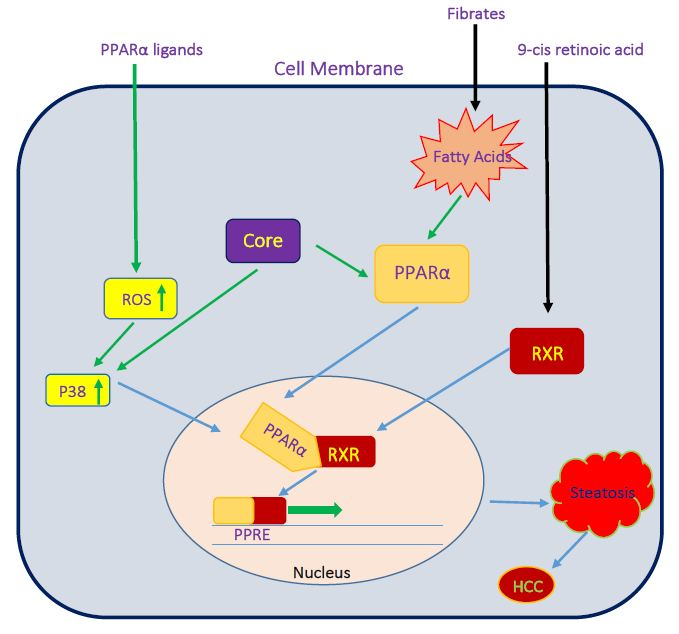 Fibrates
PPARα ligands
9-cis retinoic acid
Cell Membrane
Fatty Acids
Core
PPARα
ROS
RXR
P38
PPARα
RXR
Steatosis
PPRE
Nucleus
HCC